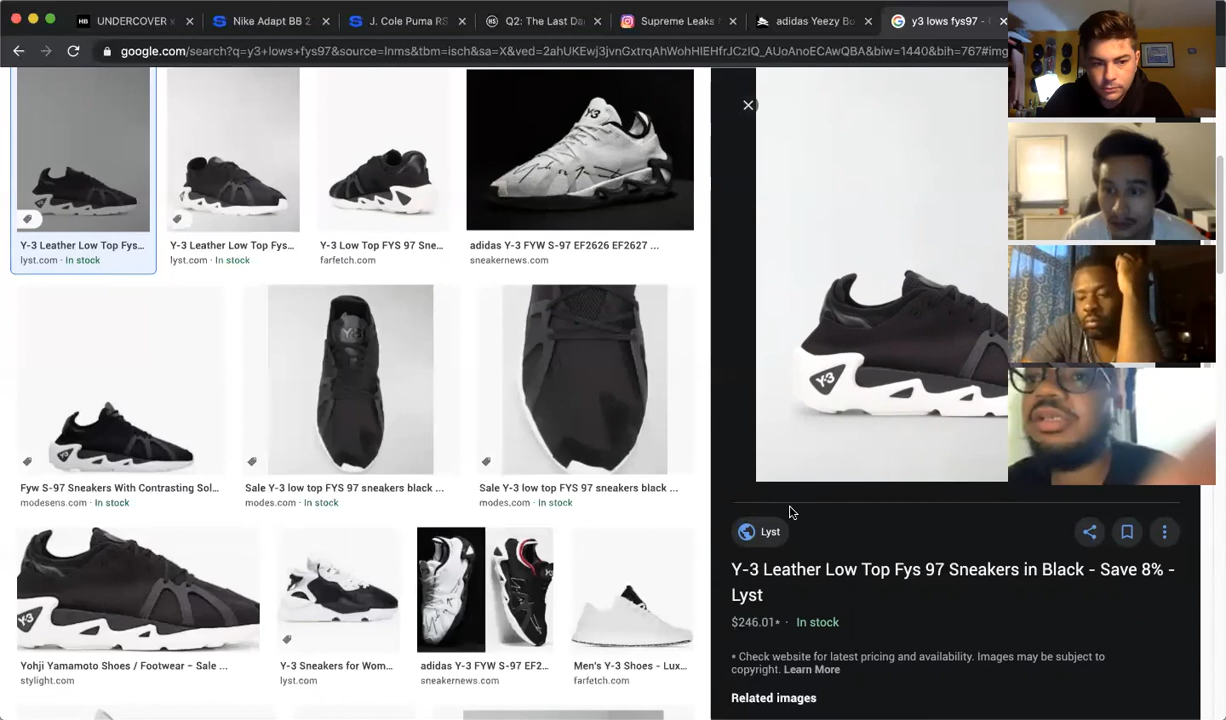 UNDERCOVER x
Nike Adapt BB 2
J. Cole Puma RS
Q2: The Last Da
Supreme Leaks
adidas Yeezy Bo
y3 lows fys97 -
google.com/search?q=y3+lows+fys97&source=lnms&tbm=isch&sa=X&ved=2ahUKEwj3jvnGxtrqAhWohHIEHfrJCzIQ_AUoAnoECAwQBA&biw=1440&bih=767#img
Y-3 Leather Low Top Fys...
lyst.com · In stock
Y-3 Leather Low Top Fys...
lyst.com · In stock
Y-3 Low Top FYS 97 Sne...
farfetch.com
adidas Y-3 FYW S-97 EF2626 EF2627 ...
sneakernews.com
Fyw S-97 Sneakers With Contrasting Sol...
modesens.com · In stock
Sale Y-3 low top FYS 97 sneakers black ...
modes.com · In stock
Sale Y-3 low top FYS 97 sneakers black ...
modes.com · In stock
Yohji Yamamoto Shoes / Footwear – Sale ...
stylight.com
Y-3 Sneakers for Wom...
lyst.com
adidas Y-3 FYW S-97 EF2...
sneakernews.com
Men's Y-3 Shoes - Lux...
farfetch.com
Y-3
Lyst
Y-3 Leather Low Top Fys 97 Sneakers in Black - Save 8% -
Lyst
$246.01* · In stock
* Check website for latest pricing and availability. Images may be subject to
copyright. Learn More
Related images